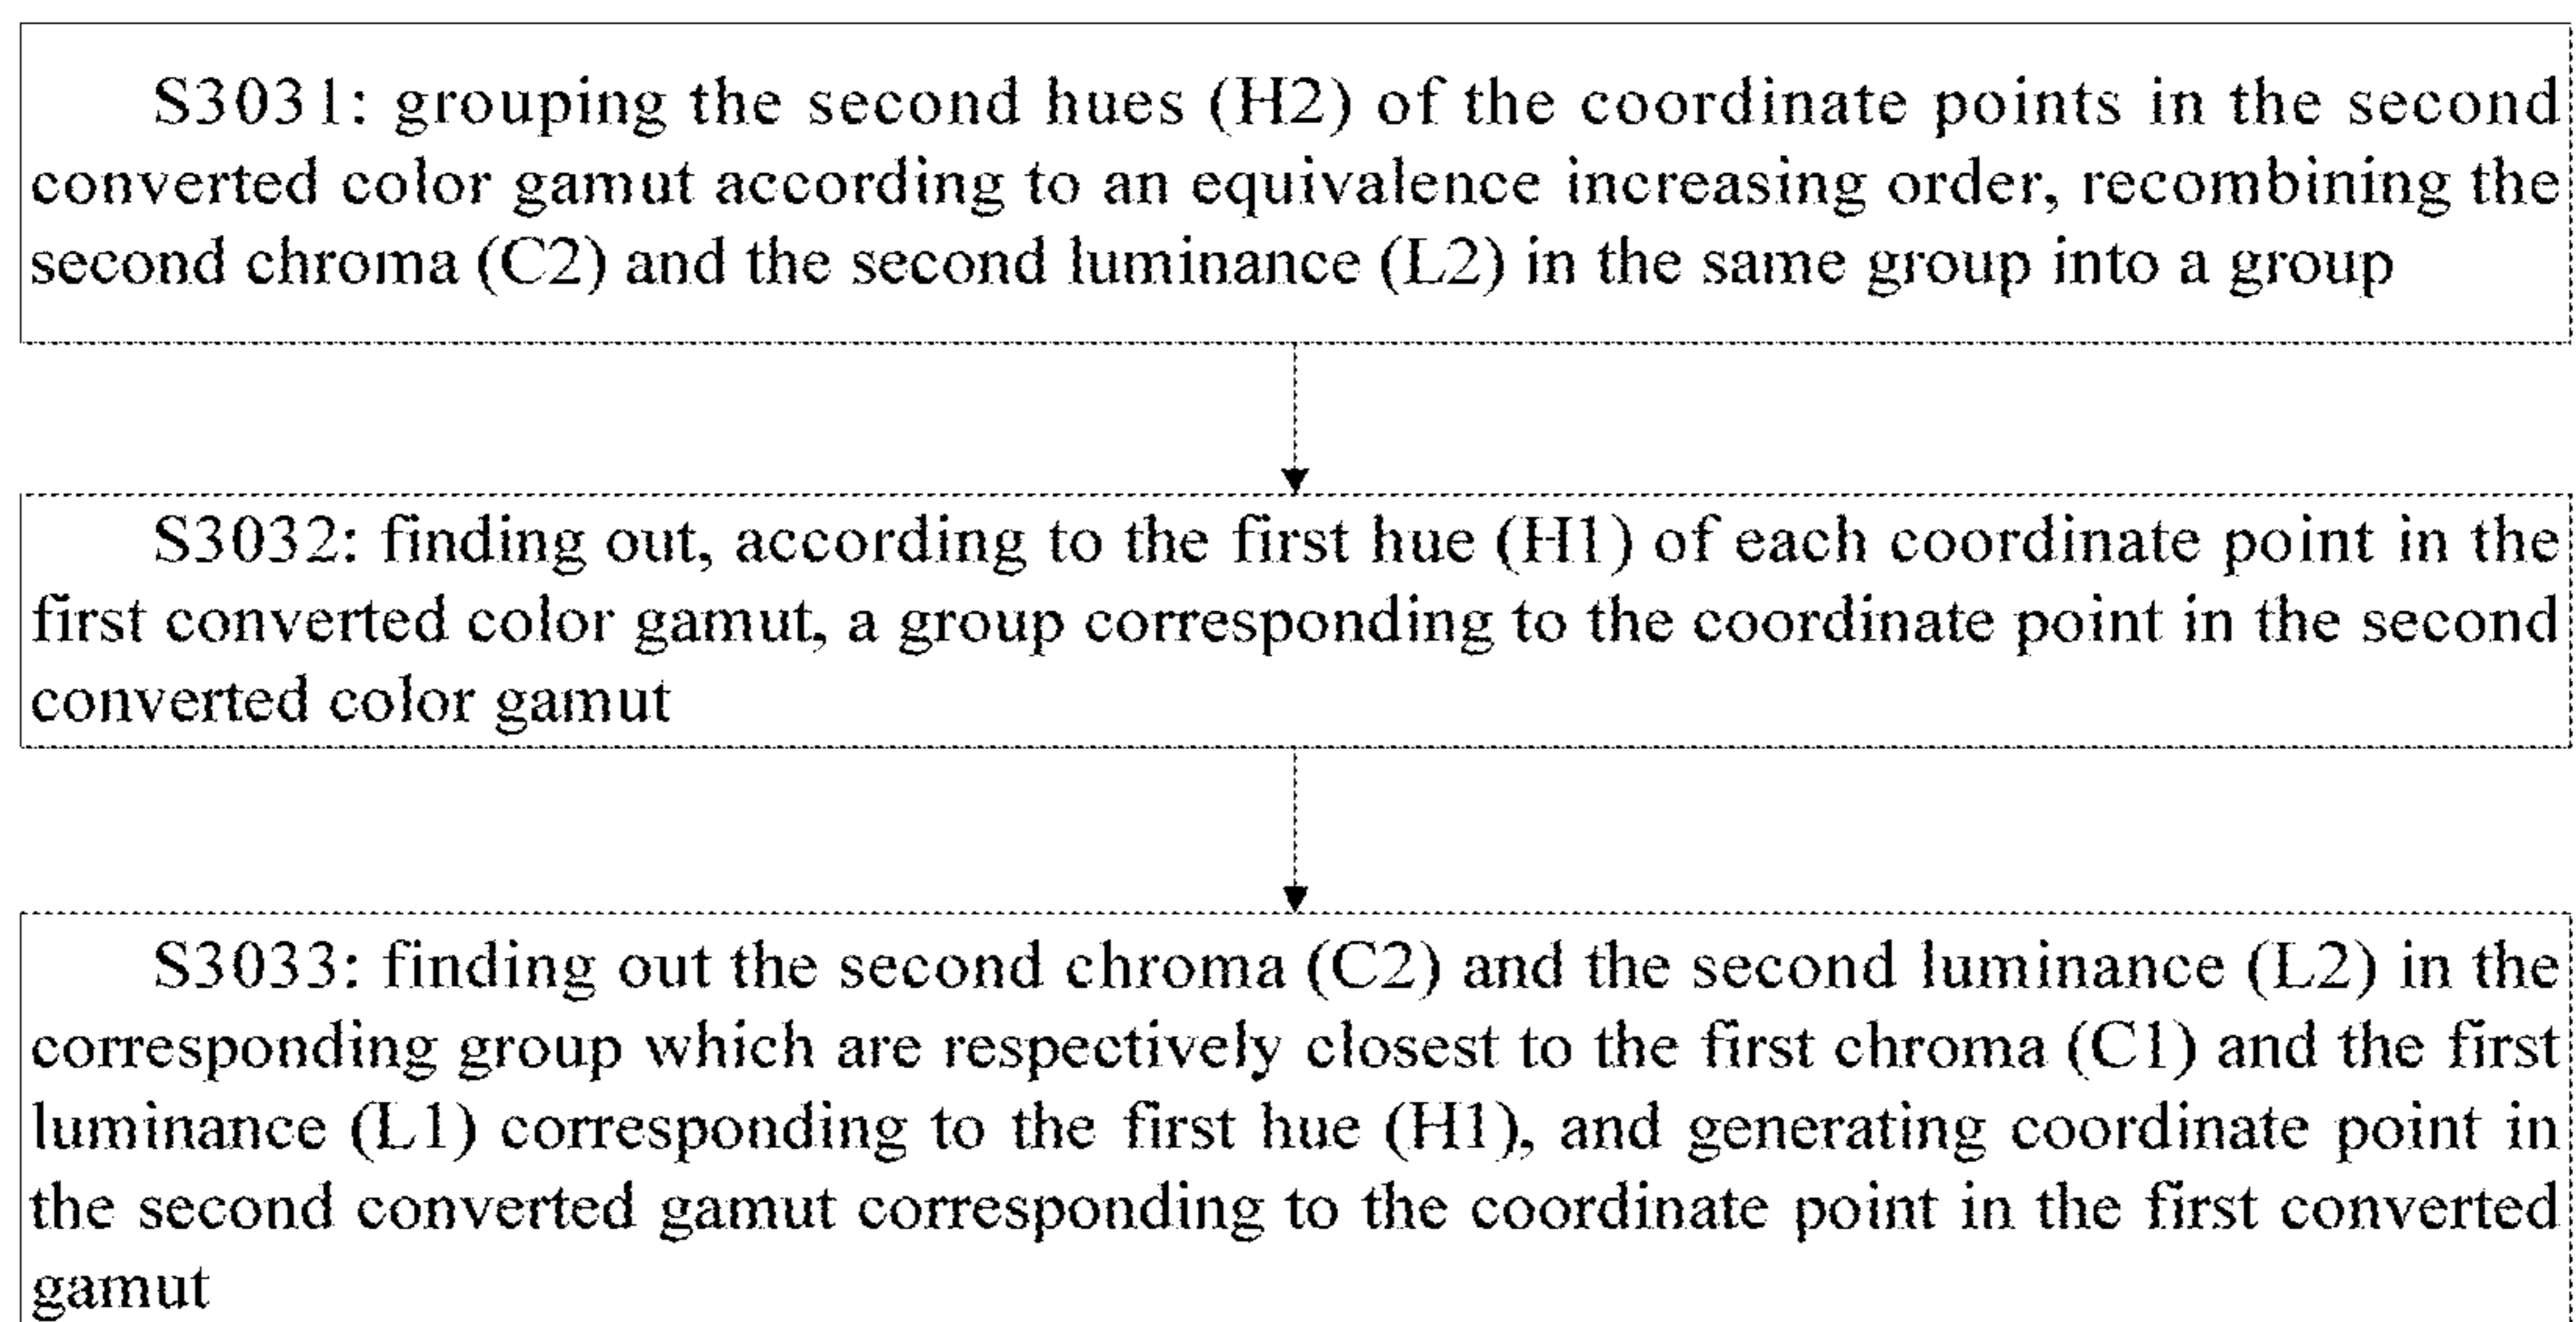 S3031: grouping the second hues (H2) of the coordinate points in the second
converted color gamut according to an equivalence increasing order, recombining the
second chroma (C2) and the second luminance (L2) in the same group into a group
S3032: finding out, according to the first hue (H1) of each coordinate point in the
first converted color gamut, a group corresponding to the coordinate point in the second
converted color gamut
S3033: finding out the second chroma (C2) and the second luminance (L2) in the
corresponding group which are respectively closest to the first chroma (C1) and the first
luminance (L1) corresponding to the first hue (H1), and generating coordinate point in
the second converted gamut corresponding to the coordinate point in the first converted
gamut